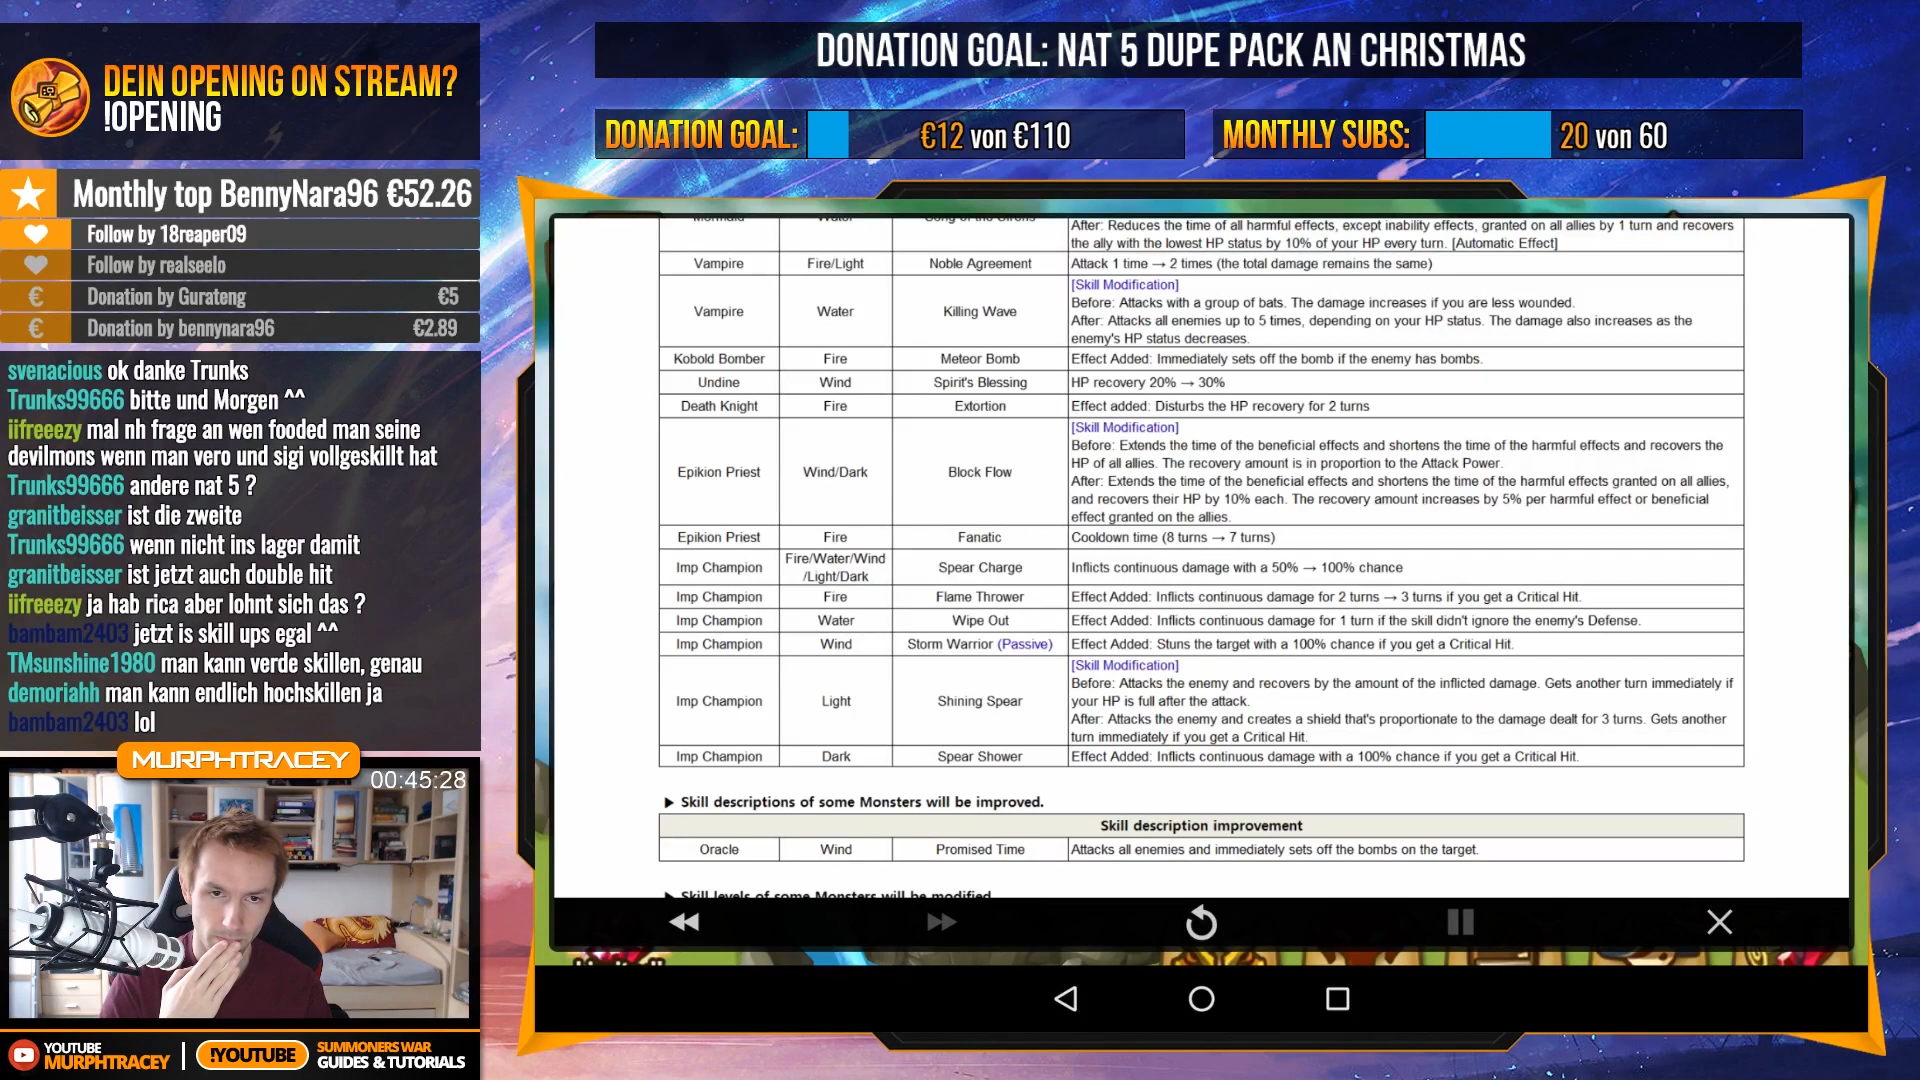 DEIN OPENING ON STREAM?
!OPENING
Monthly top BennyNara96 €52.26
Follow by 18reaper09
Follow by realseelo
€ Donation by Gurateng €5
€ Donation by bennynara96 €2.89
svenacious ok danke Trunks
Trunks99666 bitte und Morgen ^^
iifreeezy mal nh frage an wen fooded man seine
devilmons wenn man vero und sigi vollgeskillt hat
Trunks99666 andere nat 5 ?
granitbeisser ist die zweite
Trunks99666 wenn nicht ins lager damit
granitbeisser ist jetzt auch double hit
iifreeezy ja hab rica aber lohnt sich das ?
bambam2403 jetzt is skill ups egal ^^
TMsunshine1980 man kann verde skillen, genau
demoriahh man kann endlich hochskillen ja
bambam2403 lol
MURPHTRACEY
00:45:28
YOUTUBE
MURPHTRACEY
!YOUTUBE
SUMMONERS WAR
GUIDES & TUTORIALS
DONATION GOAL: NAT 5 DUPE PACK AN CHRISTMAS
DONATION GOAL: €12 von €110
MONTHLY SUBS: 20 von 60
Mermaid Water Song of the Sirens
After: Reduces the time of all harmful effects, except inability effects, granted on all allies by 1 turn and recovers
the ally with the lowest HP status by 10% of your HP every turn. [Automatic Effect]
Vampire Fire/Light Noble Agreement Attack 1 time → 2 times (the total damage remains the same)
Vampire Water Killing Wave
[Skill Modification]
Before: Attacks with a group of bats. The damage increases if you are less wounded.
After: Attacks all enemies up to 5 times, depending on your HP status. The damage also increases as the
enemy's HP status decreases.
Kobold Bomber Fire Meteor Bomb Effect Added: Immediately sets off the bomb if the enemy has bombs.
Undine Wind Spirit's Blessing HP recovery 20% → 30%
Death Knight Fire Extortion Effect added: Disturbs the HP recovery for 2 turns
Epikion Priest Wind/Dark Block Flow
[Skill Modification]
Before: Extends the time of the beneficial effects and shortens the time of the harmful effects and recovers the
HP of all allies. The recovery amount is in proportion to the Attack Power.
After: Extends the time of the beneficial effects and shortens the time of the harmful effects granted on all allies,
and recovers their HP by 10% each. The recovery amount increases by 5% per harmful effect or beneficial
effect granted on the allies.
Epikion Priest Fire Fanatic Cooldown time (8 turns → 7 turns)
Imp Champion Fire/Water/Wind
/Light/Dark Spear Charge Inflicts continuous damage with a 50% → 100% chance
Imp Champion Fire Flame Thrower Effect Added: Inflicts continuous damage for 2 turns → 3 turns if you get a Critical Hit.
Imp Champion Water Wipe Out Effect Added: Inflicts continuous damage for 1 turn if the skill didn't ignore the enemy's Defense.
Imp Champion Wind Storm Warrior (Passive) Effect Added: Stuns the target with a 100% chance if you get a Critical Hit.
Imp Champion Light Shining Spear
[Skill Modification]
Before: Attacks the enemy and recovers by the amount of the inflicted damage. Gets another turn immediately if
your HP is full after the attack.
After: Attacks the enemy and creates a shield that's proportionate to the damage dealt for 3 turns. Gets another
turn immediately if you get a Critical Hit.
Imp Champion Dark Spear Shower Effect Added: Inflicts continuous damage with a 100% chance if you get a Critical Hit.
▶ Skill descriptions of some Monsters will be improved.
Skill description improvement
Oracle Wind Promised Time Attacks all enemies and immediately sets off the bombs on the target.
▶ Skill levels of some Monsters will be modified.